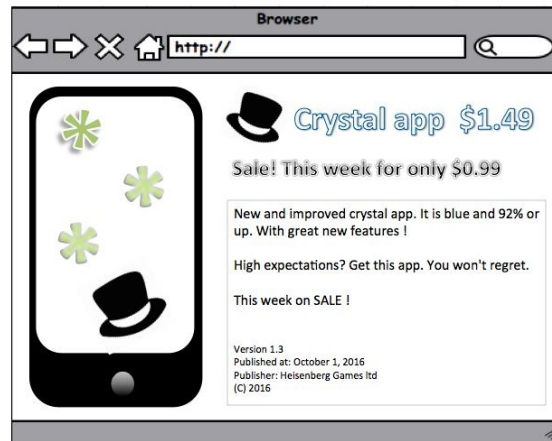 Browser
http://
Crystal app $1.49
Sale! This week for only $0.99
New and improved crystal app. It is blue and 92% or
up. With great new features !
High expectations? Get this app. You won't regret.
This week on SALE !
Version 1.3
Published at: October 1, 2016
Publisher: Heisenberg Games ltd
(C) 2016